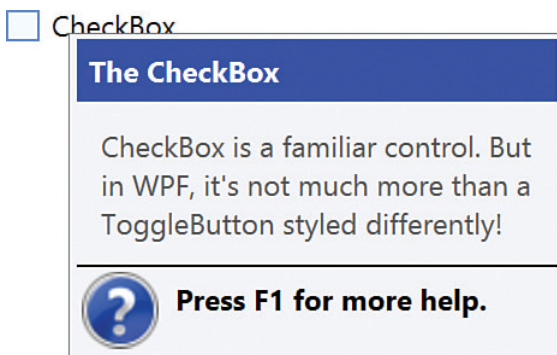 CheckBox
The CheckBox
CheckBox is a familiar control. But
in WPF, it's not much more than a
ToggleButton styled differently!
?
Press F1 for more help.